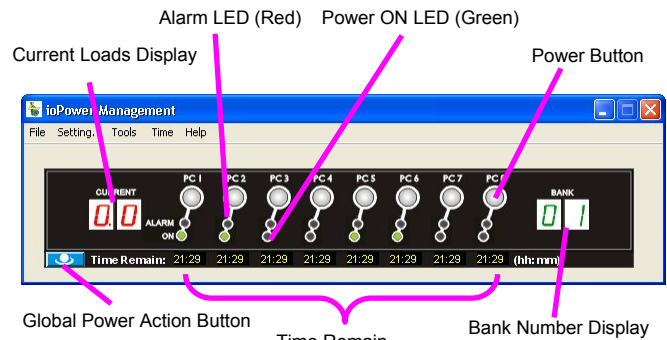 Alarm LED (Red) Power ON LED (Green)
Current Loads Display
Power Button
ioPower Management
File Setting. Tools Time Help
PC 1 PC 2 PC 3 PC 4 PC 5 PC 6 PC 7 PC 8
CURRENT
BANK
0.0
0 1
ALARM
ON
Time Remain: 21:29 21:29 21:29 21:29 21:29 21:29 21:29 21:29 (hh:mm)
Global Power Action Button
Time Remain
Bank Number Display